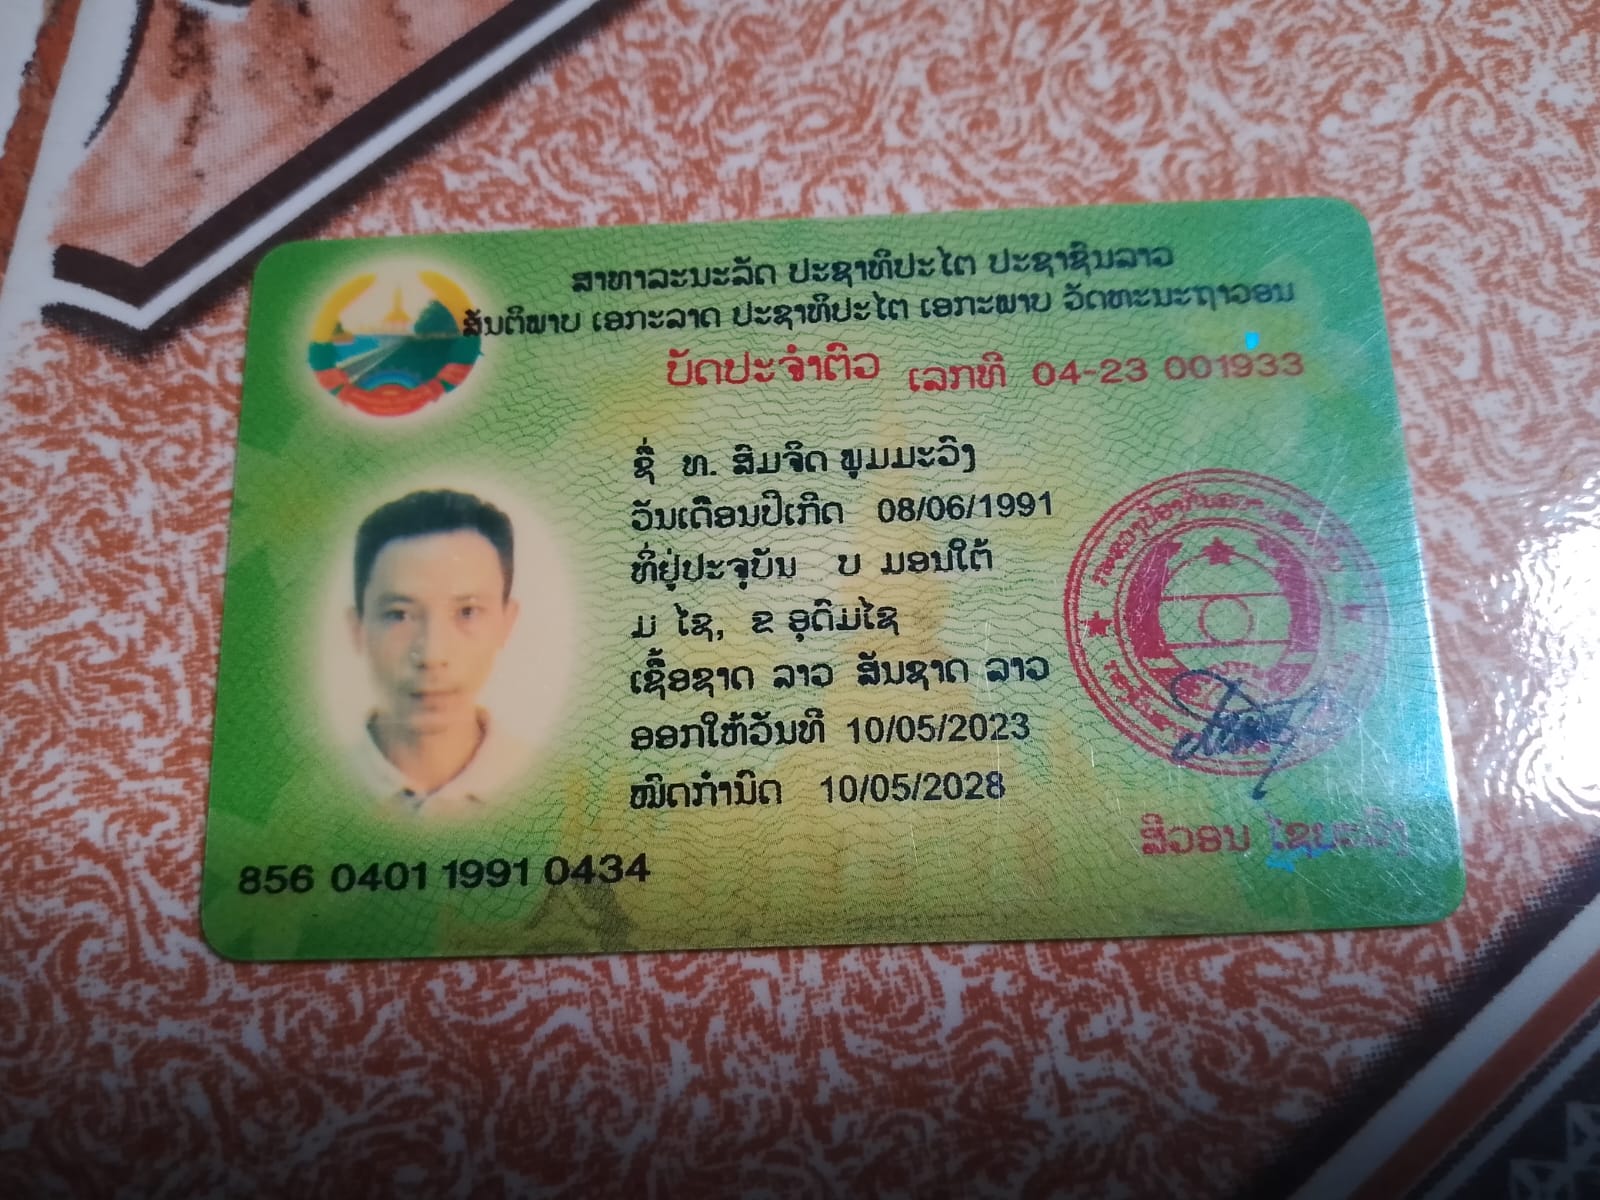 ສາທາລະນະລັດ ປະຊາທິປະໄຕ ປະຊາຊົນລາວ
ສັນຕິພາບ ເອກະລາດ ປະຊາທິປະໄຕ ເອກະພາບ ວັດທະນະຖາວອນ
ບັດປະຈຳຕົວ ເລກທີ 04-23 001933
ຊື່ ທ. ສົມຈິດ ພູມມະວົງ
ວັນເດືອນປີເກີດ 08/06/1991
ທີ່ຢູ່ປະຈຸບັນ ບ ມອນໃຕ້
ມ ໄຊ, ຂ ອຸດົມໄຊ
ເຊື້ອຊາດ ລາວ ສັນຊາດ ລາວ
ອອກໃຫ້ວັນທີ 10/05/2023
ໝົດກຳນົດ 10/05/2028
ສີວອນ
856 0401 1991 0434